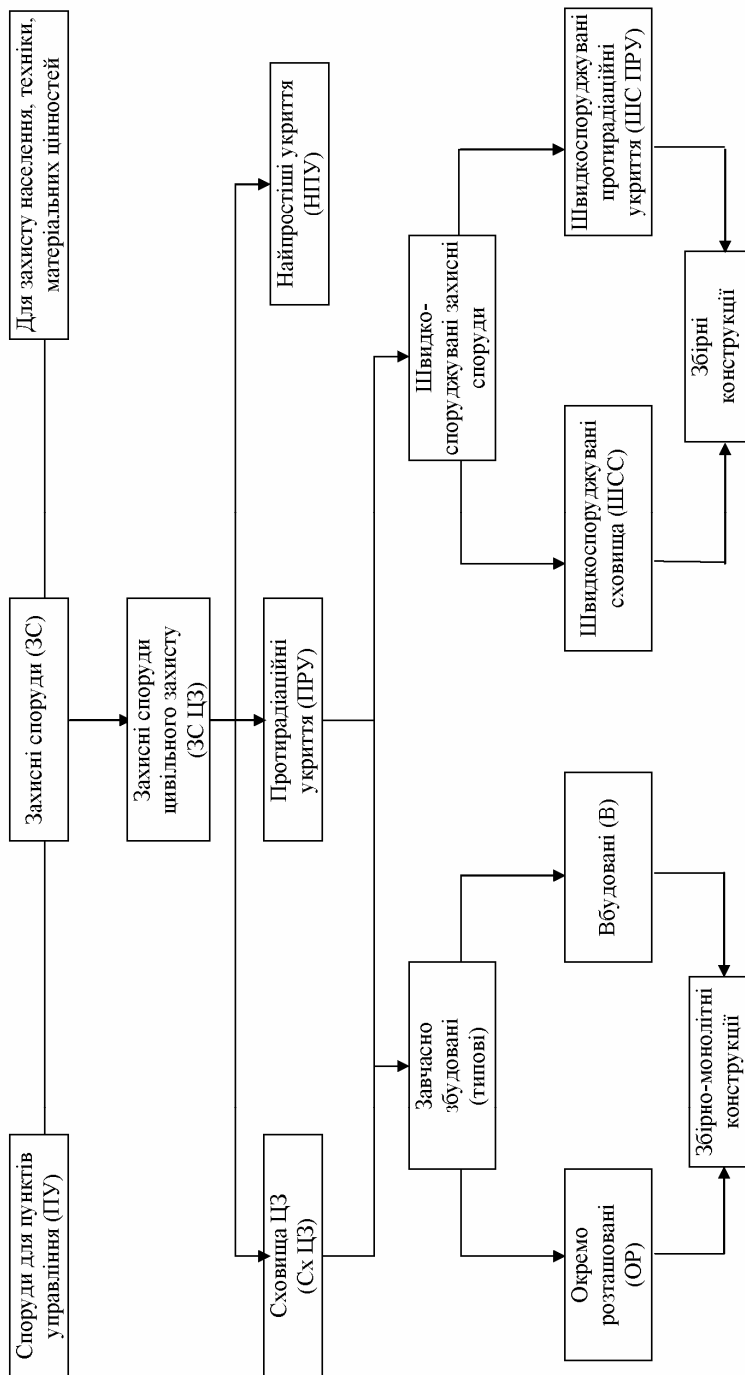 Споруди для пунктів
управління (ПУ)
Захисні споруди (ЗС)
Для захисту населення, техніки,
матеріальних цінностей
Захисні споруди
цивільного захисту
(ЗС ЦЗ)
Сховища ЦЗ
(Сх ЦЗ)
Протирадіаційні
укриття (ПРУ)
Найпростіші укриття
(НПУ)
Завчасно
збудовані
(типові)
Швидко-
споруджувані захисні
споруди
Окремо
розташовані
(ОР)
Вбудовані (В)
Швидкоспоруджувані
сховища (ШСС)
Швидкоспоруджувані
протирадіаційні
укриття (ШС ПРУ)
Збірно-монолітні
конструкції
Збірні
конструкції